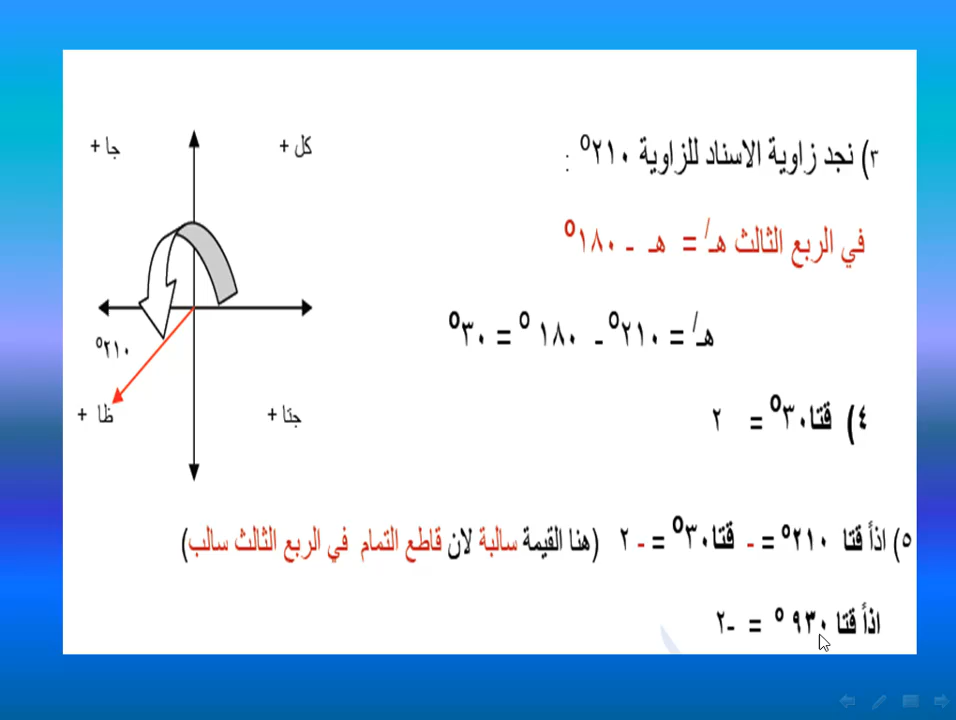 ٣) نجد زاوية الاسناد للزاوية ٢١٠° :
في الربع الثالث هـ/ = هـ - ١٨٠°
هـ/ = ٢١٠° - ١٨٠° = ٣٠°
٤) قتا٣٠° = ٢
٥) اذاً قتا ٢١٠° = - قتا٣٠° = - ٢ (هنا القيمة سالبة لان قاطع التمام في الربع الثالث سالب)
اذاً قتا ٩٣٠° = -٢
كل +
جا +
٢١٠°
ظا +
جتا +